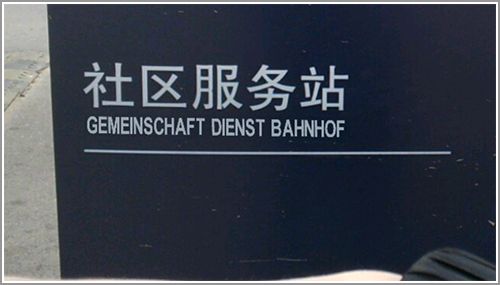 社区服务站
GEMEINSCHAFT DIENST BAHNHOF